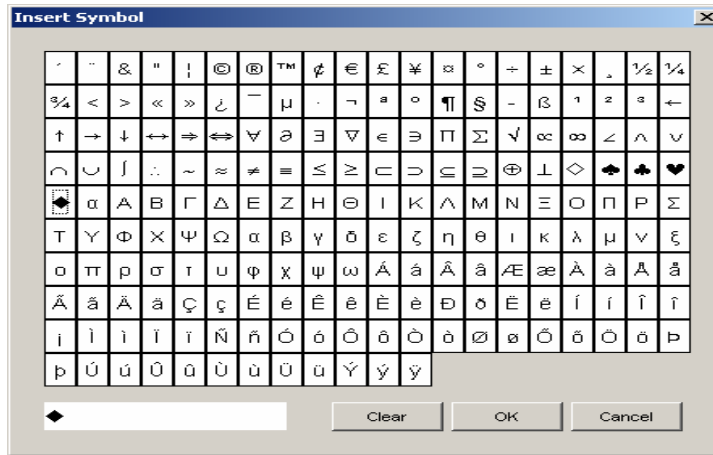 Insert Symbol
´ ¨ & " ¦ © ® ™ ¢ € £ ¥ ¤ ° ÷ ± × ¸ ½ ¼
¾ < > « » ¿ ¯ µ · ¬ ª º ¶ § - ß ¹ ² ³ ←
↑ → ↓ ↔ ⇒ ⇔ ∀ ∂ ∃ ∇ ∈ ∋ ∏ ∑ √ ∝ ∞ ∠ ∧ ∨
∩ ∪ ∫ ∴ ~ ≈ ≠ ≡ ≤ ≥ ⊂ ⊃ ⊆ ⊇ ⊕ ⊥ ◇ ♠ ♣ ♥
♦ α Α Β Γ Δ Ε Ζ Η Θ Ι Κ Λ Μ Ν Ξ Ο Π Ρ Σ
Τ Υ Φ Χ Ψ Ω α β γ δ ε ζ η θ ι κ λ μ ν ξ
ο π ρ σ τ υ φ χ ψ ω Á á Â â Æ æ À à Å å
Ã ã Ä ä Ç ç É é Ê ê È è Ð ð Ë ë Í í Î î
¡ Ì ì Ï ï Ñ ñ Ó ó Ô ô Ò ò Ø ø Õ õ Ö ö Þ
þ Ú ú Û û Ù ù Ü ü Ý ý ÿ
♦ Clear OK Cancel